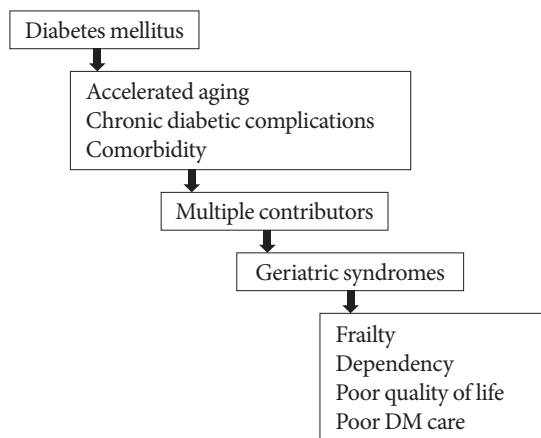 Diabetes mellitus
Accelerated aging
Chronic diabetic complications
Comorbidity
Multiple contributors
Geriatric syndromes
Frailty
Dependency
Poor quality of life
Poor DM care